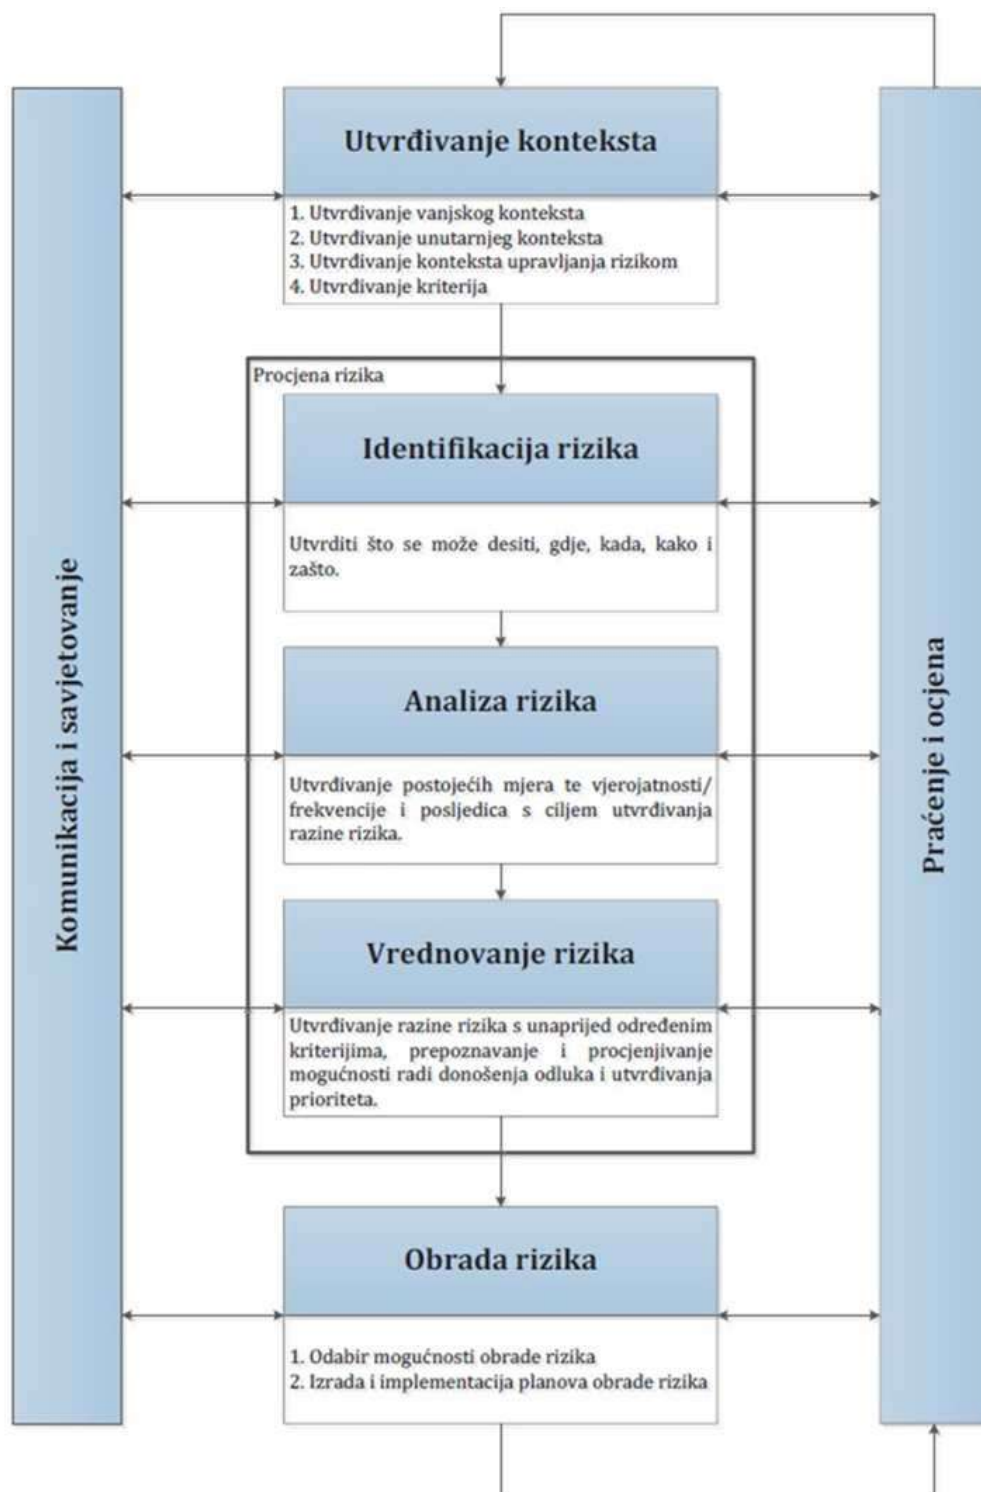 Utvrđivanje konteksta
1. Utvrđivanje vanjskog konteksta
2. Utvrđivanje unutarnjeg konteksta
3. Utvrđivanje konteksta upravljanja rizikom
4. Utvrđivanje kriterija
Procjena rizika
Identifikacija rizika
Utvrditi što se može desiti, gdje, kada, kako i
zašto.
Analiza rizika
Utvrđivanje postojećih mjera te vjerojatnosti/
frekvencije i posljedica s ciljem utvrđivanja
razine rizika.
Vrednovanje rizika
Utvrđivanje razine rizika s unaprijed određenim
kriterijima, prepoznavanje i procjenjivanje
mogućnosti radi donošenja odluka i utvrđivanja
prioriteta.
Obrada rizika
1. Odabir mogućnosti obrade rizika
2. Izrada i implementacija planova obrade rizika
Komunikacija i savjetovanje
Praćenje i ocjena